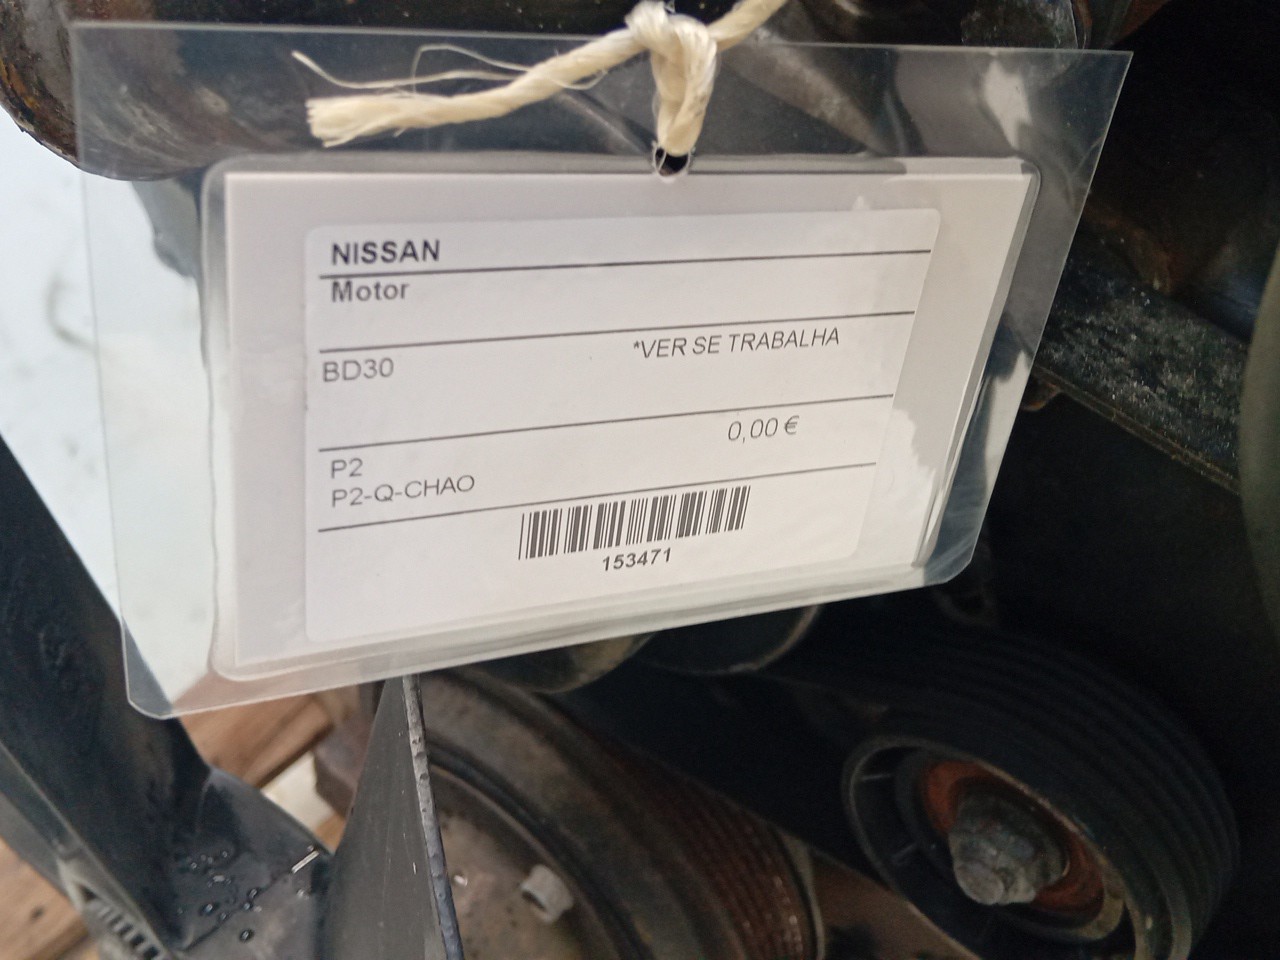 NISSAN
Motor
*VER SE TRABALHA
BD30
0,00 €
P2
P2-Q-CHAO
153471